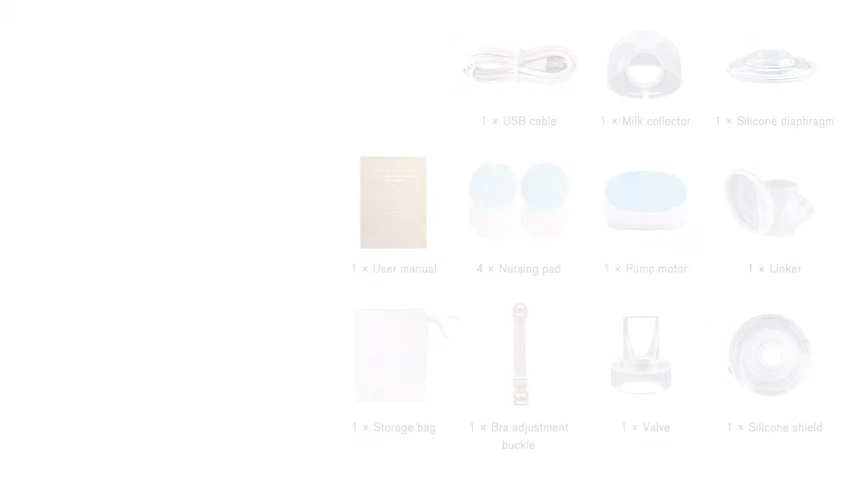 1 × USB cable
1 × Milk collector
1 × Silicone diaphragm
1 × User manual
4 × Nursing pad
1 × Pump motor
1 × Linker
1 × Storage bag
1 × Bra adjustment
buckle
1 × Valve
1 × Silicone shield